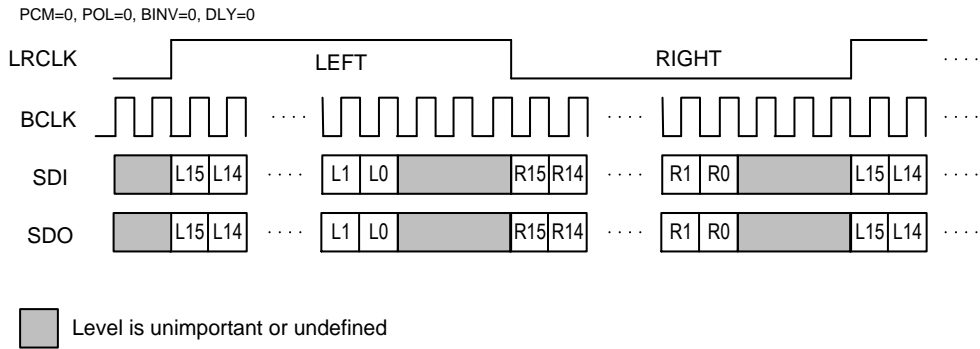 PCM=0, POL=0, BINV=0, DLY=0
LRCLK LEFT RIGHT . . . .
BCLK . . . . . . . . . . . .
SDI L15 L14 . . . . L1 L0 R15 R14 . . . . R1 R0 L15 L14 . . . .
SDO L15 L14 . . . . L1 L0 R15 R14 . . . . R1 R0 L15 L14 . . . .
Level is unimportant or undefined